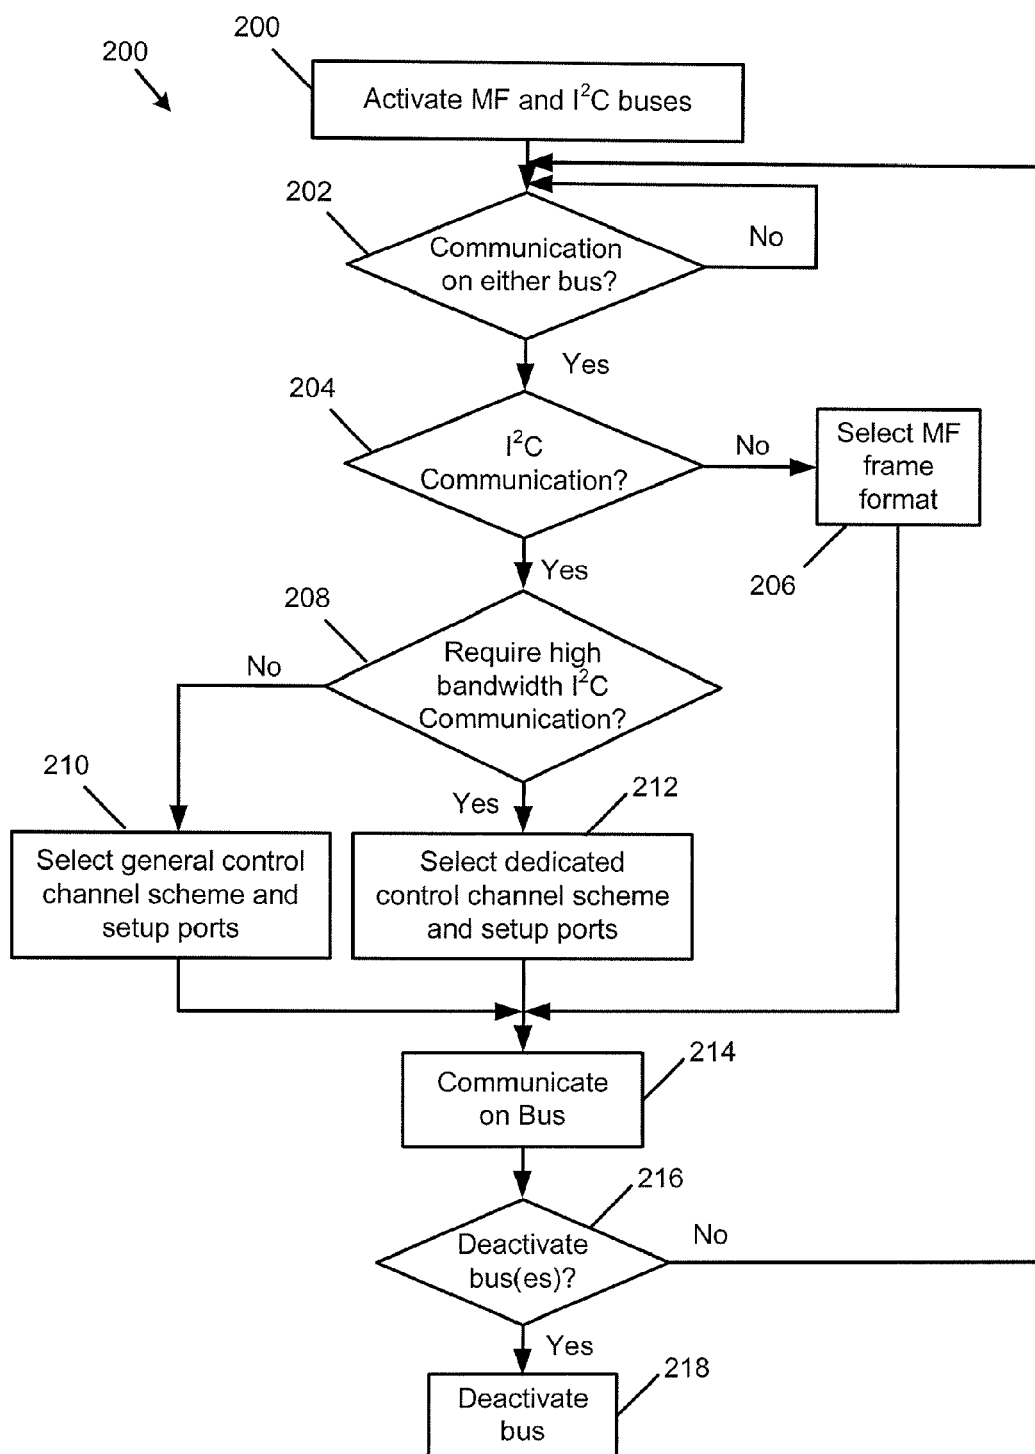 200
200
Activate MF and I²C buses
202
Communication
on either bus?
No
Yes
204
I²C
Communication?
No
Select MF
frame
format
206
Yes
208
Require high
bandwidth I²C
Communication?
No
210
Yes
212
Select general control
channel scheme and
setup ports
Select dedicated
control channel scheme
and setup ports
214
Communicate
on Bus
216
Deactivate
bus(es)?
No
Yes
218
Deactivate
bus